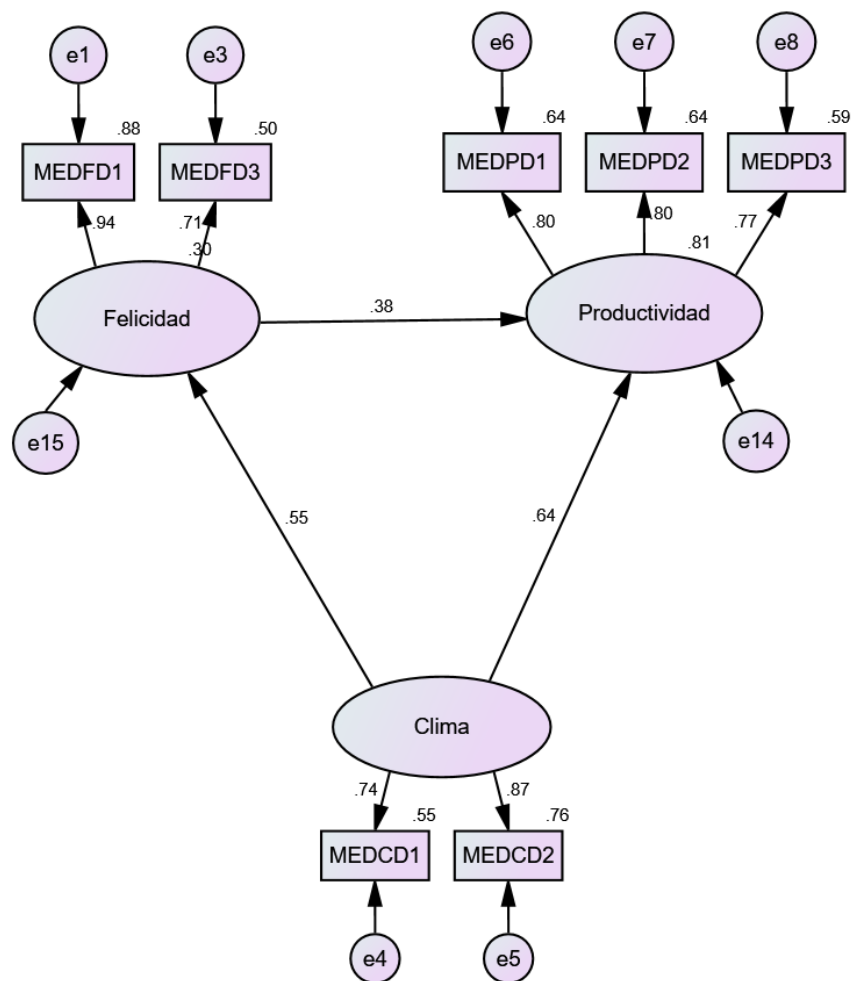 e1
e3
e6
e7
e8
.88
.50
.64
.64
.59
MEDFD1
MEDFD3
MEDPD1
MEDPD2
MEDPD3
.94
.71
.80
.80
.77
.30
.81
Felicidad
.38
Productividad
e15
e14
.55
.64
Clima
.74
.87
.55
.76
MEDCD1
MEDCD2
e4
e5